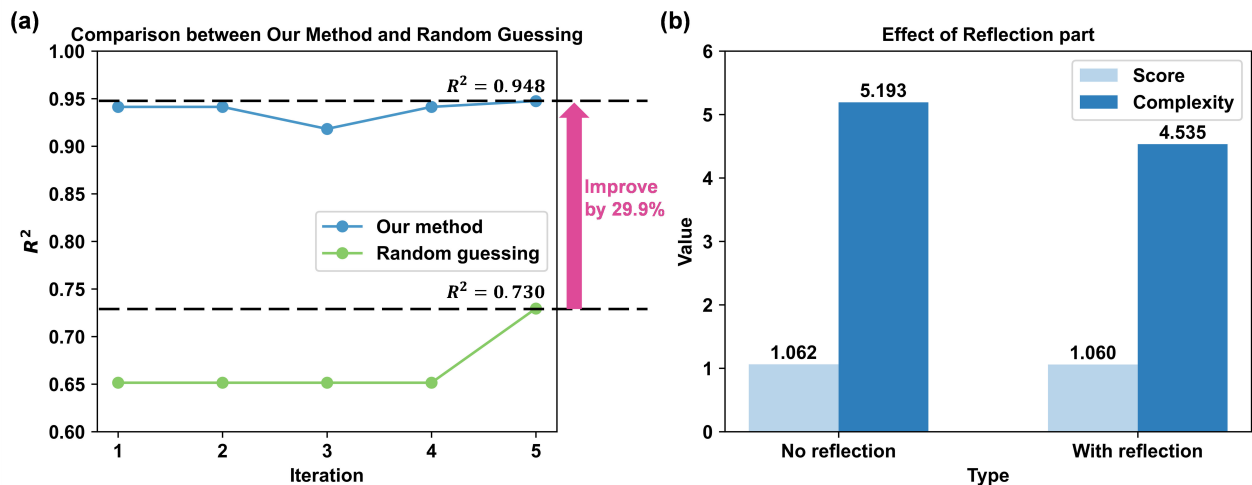 (a)
Comparison between Our Method and Random Guessing
1.00
0.95
0.90
0.85
0.80
0.75
0.70
0.65
0.60
R²
R² = 0.948
Improve
by 29.9%
Our method
Random guessing
R² = 0.730
1 2 3 4 5
Iteration
(b)
Effect of Reflection part
6
5
4
3
2
1
0
Value
Score
Complexity
5.193
4.535
1.062
1.060
No reflection With reflection
Type